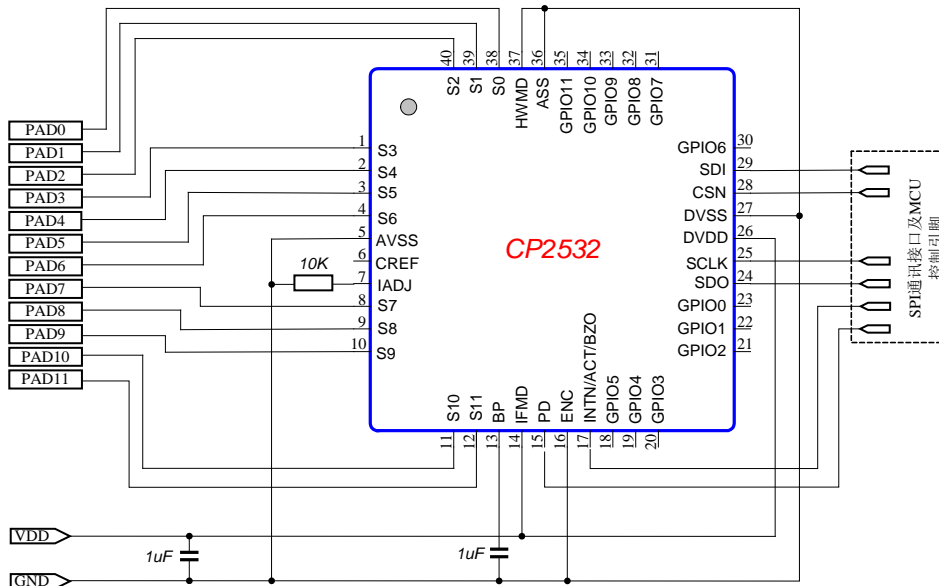 40
39
38
37
36
35
34
33
32
31
S2
S1
S0
HWMD
ASS
GPIO11
GPIO10
GPIO9
GPIO8
GPIO7
PAD0
PAD1
PAD2
PAD3
PAD4
PAD5
PAD6
PAD7
PAD8
PAD9
PAD10
PAD11
1
2
3
4
5
6
7
8
9
10
10K
S3
S4
S5
S6
AVSS
CREF
IADJ
S7
S8
S9
CP2532
GPIO6
SDI
CSN
DVSS
DVDD
SCLK
SDO
GPIO0
GPIO1
GPIO2
30
29
28
27
26
25
24
23
22
21
SPI通讯接口及MCU
控制引脚
S10
S11
BP
IFMD
PD
ENC
INTN/ACT/BZO
GPIO5
GPIO4
GPIO3
11
12
13
14
15
16
17
18
19
20
VDD
1uF
1uF
GND